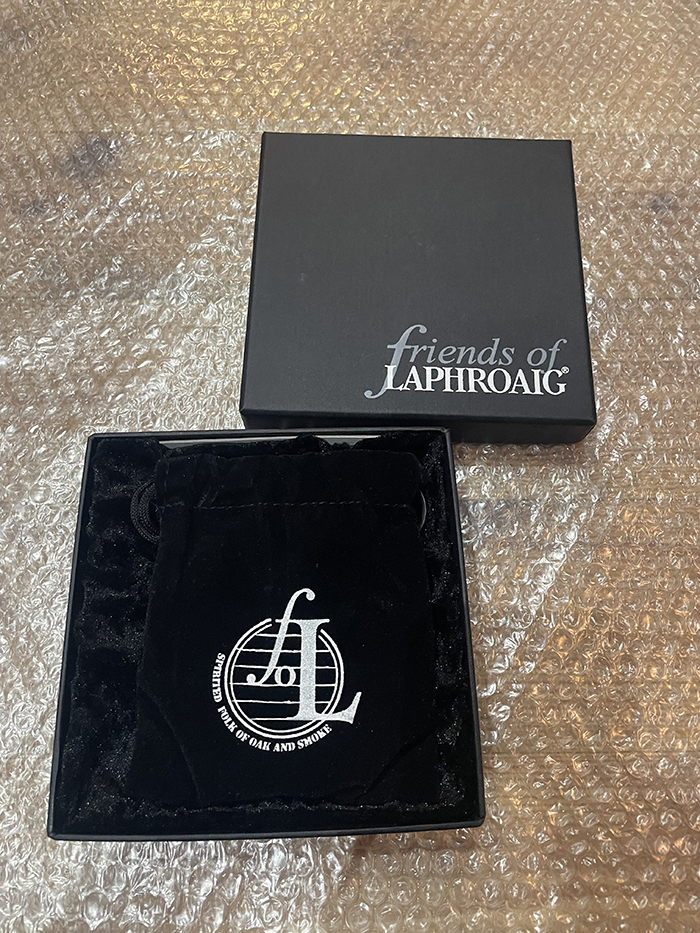 friends of
LAPHROAIG®
foL
SPIRITED FOLK OF OAK AND SMOKE